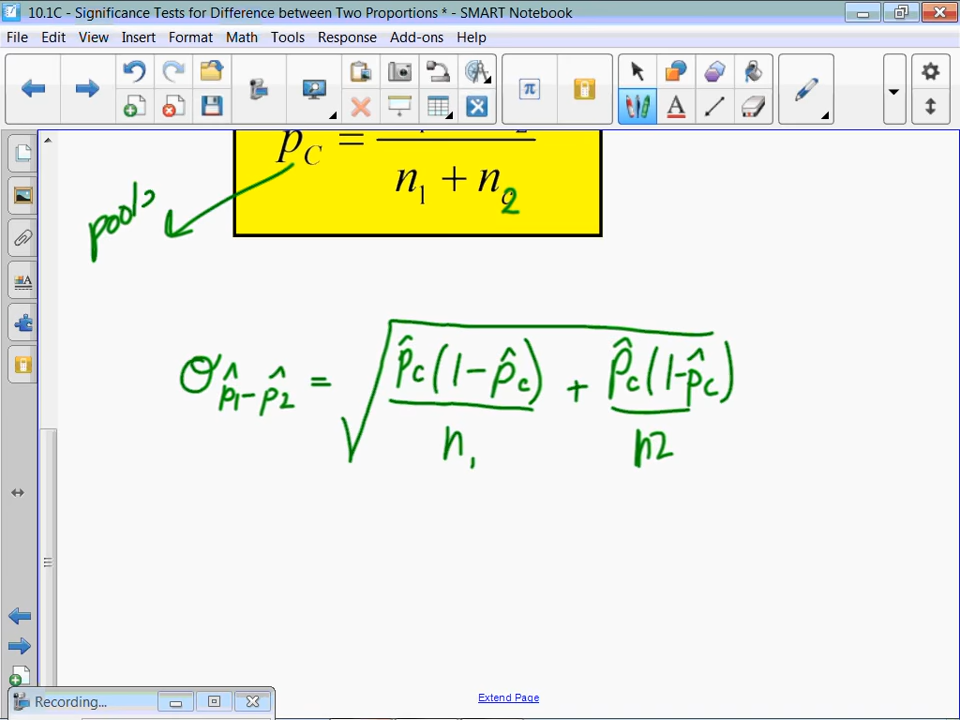 10.1C - Significance Tests for Difference between Two Proportions * - SMART Notebook
File Edit View Insert Format Math Tools Response Add-ons Help
p_C =
n₁ + n₂
pools
σ_{p̂1-p̂2} = √( p̂c(1-p̂c)/n₁ + p̂c(1-p̂c)/n2 )
Extend Page
Recording...